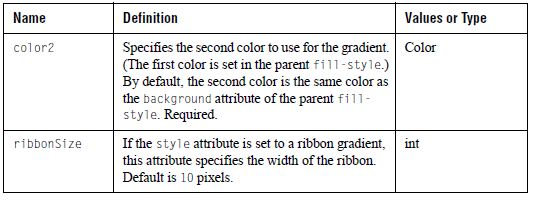 Name Definition Values or Type
color2 Specifies the second color to use for the gradient. Color
(The first color is set in the parent fill-style.)
By default, the second color is the same color as
the background attribute of the parent fill-
style. Required.
ribbonSize If the style attribute is set to a ribbon gradient, int
this attribute specifies the width of the ribbon.
Default is 10 pixels.